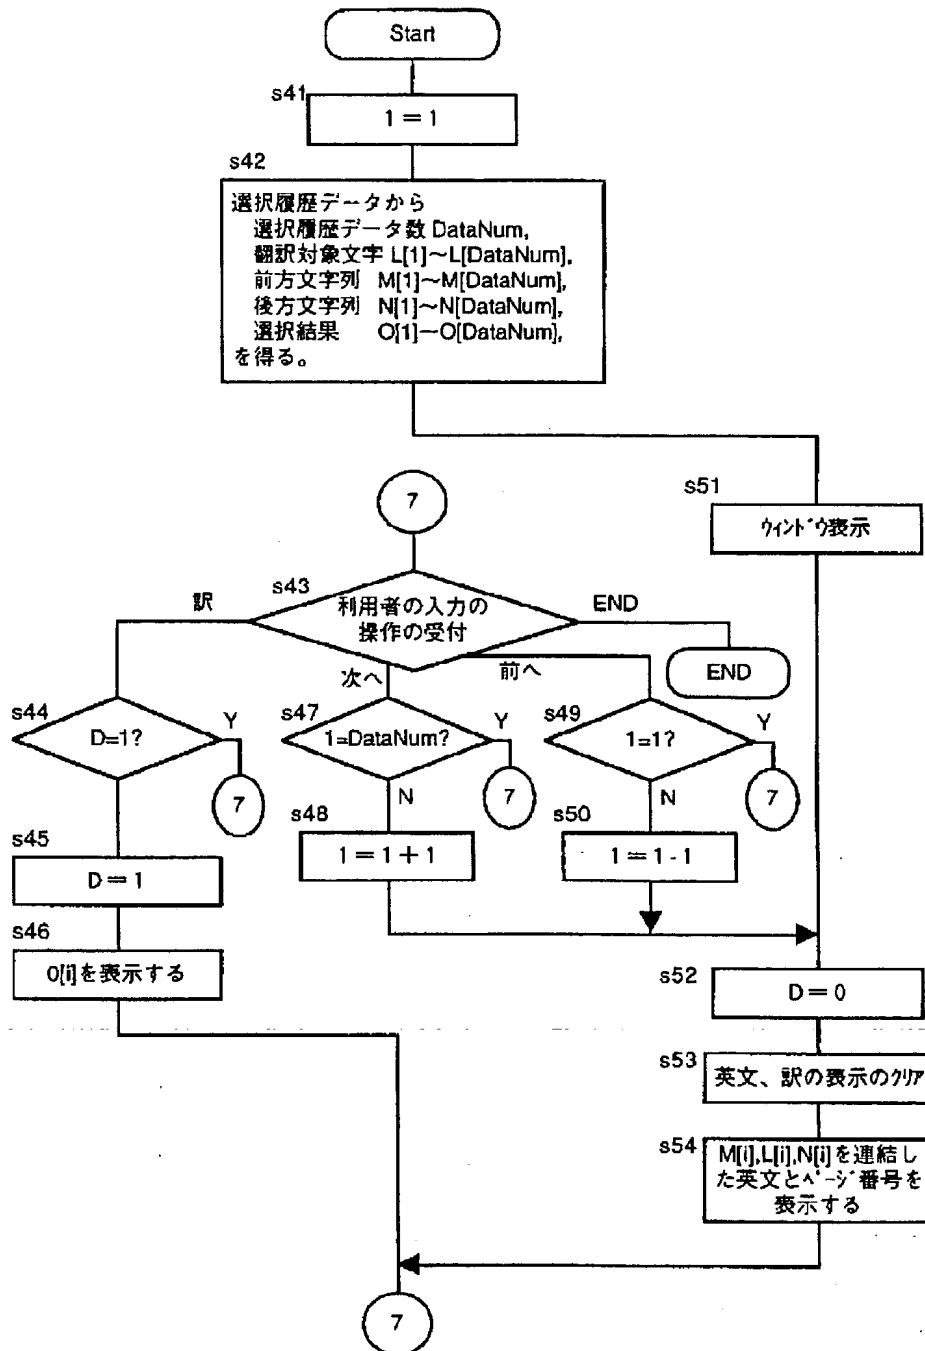 Start
s41
1 = 1
s42
選択履歴データから
選択履歴データ数 DataNum,
翻訳対象文字 L[1]~L[DataNum],
前方文字列 M[1]~M[DataNum],
後方文字列 N[1]~N[DataNum],
選択結果 O[1]~O[DataNum],
を得る。
7
s51
ウィンドウ表示
s43
利用者の入力の
操作の受付
訳
END
END
次へ
前へ
s44
D=1?
Y
7
s47
1=DataNum?
Y
7
N
s49
1=1?
Y
7
N
s45
D = 1
s48
1 = 1 + 1
s50
1 = 1 - 1
s46
O[i]を表示する
s52
D = 0
s53
英文、訳の表示のクリア
s54
M[i],L[i],N[i]を連結し
た英文とページ番号を
表示する
7